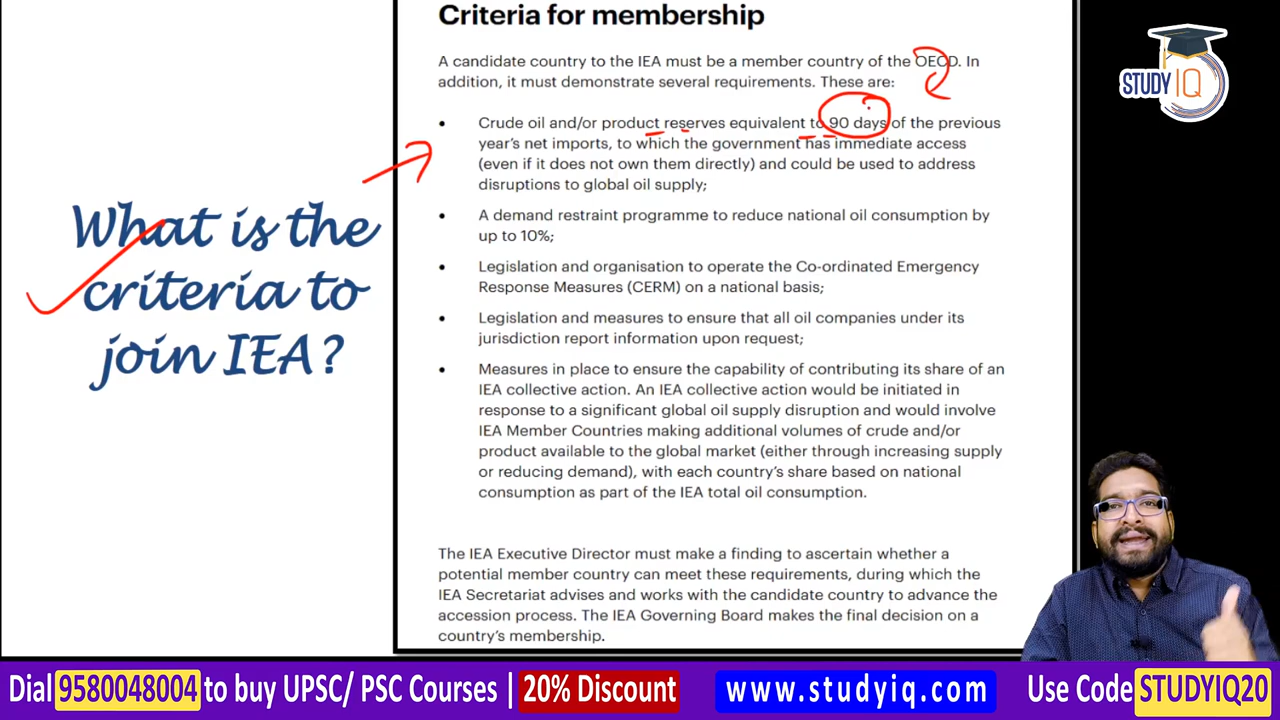 Criteria for membership
A candidate country to the IEA must be a member country of the OECD. In
addition, it must demonstrate several requirements. These are:
• Crude oil and/or product reserves equivalent to 90 days of the previous
year's net imports, to which the government has immediate access
(even if it does not own them directly) and could be used to address
disruptions to global oil supply;
• A demand restraint programme to reduce national oil consumption by
up to 10%;
• Legislation and organisation to operate the Co-ordinated Emergency
Response Measures (CERM) on a national basis;
• Legislation and measures to ensure that all oil companies under its
jurisdiction report information upon request;
• Measures in place to ensure the capability of contributing its share of an
IEA collective action. An IEA collective action would be initiated in
response to a significant global oil supply disruption and would involve
IEA Member Countries making additional volumes of crude and/or
product available to the global market (either through increasing supply
or reducing demand), with each country's share based on national
consumption as part of the IEA total oil consumption.
The IEA Executive Director must make a finding to ascertain whether a
potential member country can meet these requirements, during which the
IEA Secretariat advises and works with the candidate country to advance the
accession process. The IEA Governing Board makes the final decision on a
country's membership.
What is the
criteria to
join IEA?
STUDY IQ
Dial 9580048004 to buy UPSC/ PSC Courses | 20% Discount www.studyiq.com Use Code STUDYIQ20